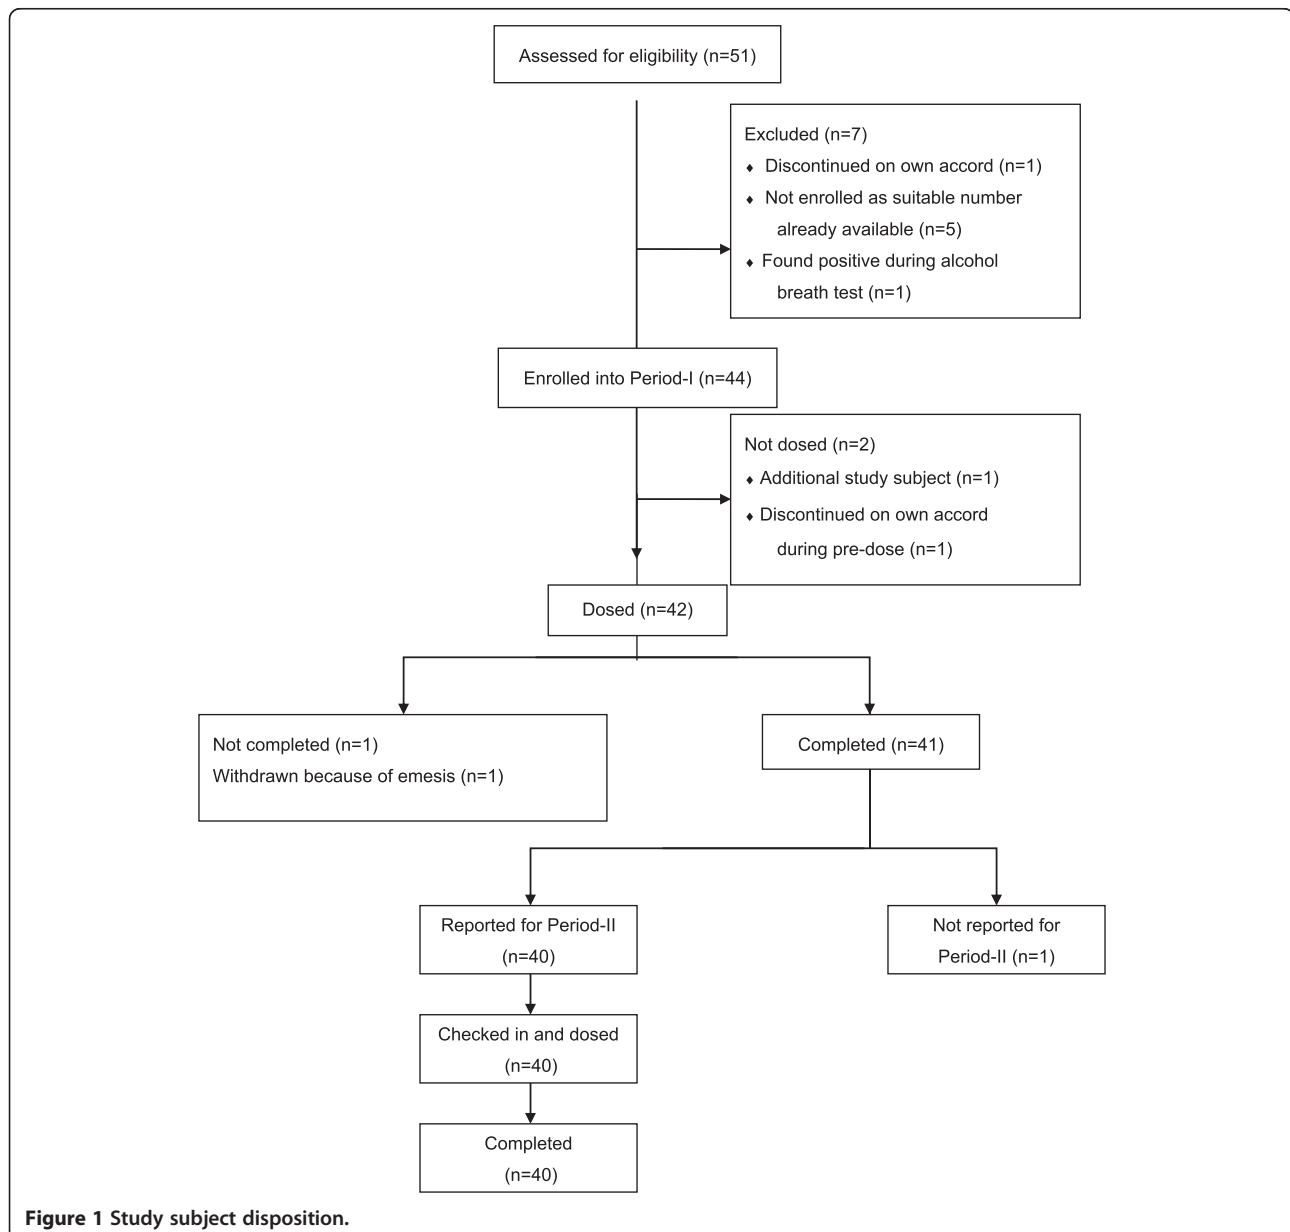 Assessed for eligibility (n=51)
Excluded (n=7)
♦ Discontinued on own accord (n=1)
♦ Not enrolled as suitable number
already available (n=5)
♦ Found positive during alcohol
breath test (n=1)
Enrolled into Period-I (n=44)
Not dosed (n=2)
♦ Additional study subject (n=1)
♦ Discontinued on own accord
during pre-dose (n=1)
Dosed (n=42)
Not completed (n=1)
Withdrawn because of emesis (n=1)
Completed (n=41)
Reported for Period-II
(n=40)
Not reported for
Period-II (n=1)
Checked in and dosed
(n=40)
Completed
(n=40)
Figure 1 Study subject disposition.